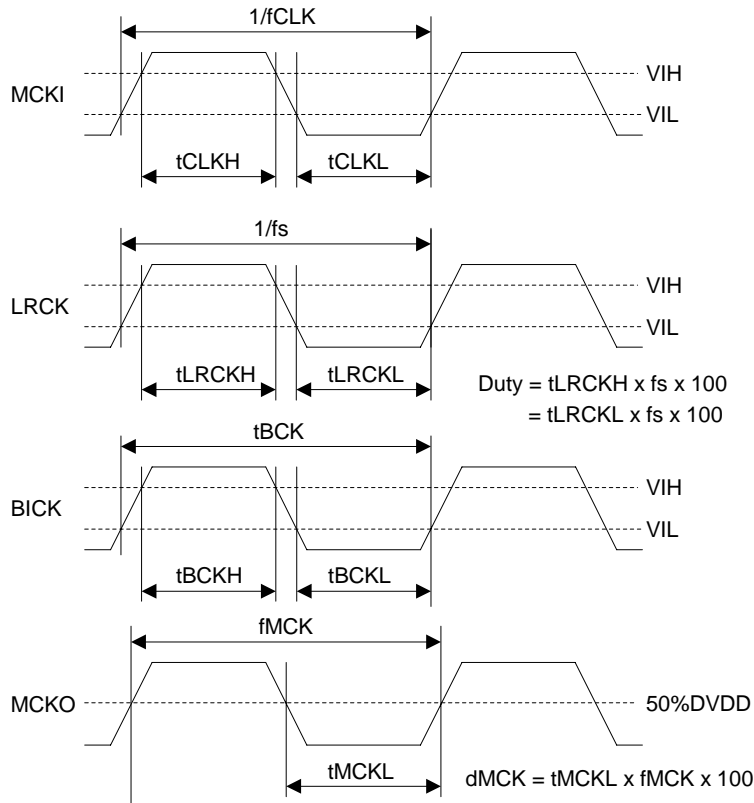 1/fCLK
VIH
MCKI
VIL
tCLKH
tCLKL
1/fs
VIH
LRCK
VIL
tLRCKH
tLRCKL
Duty = tLRCKH x fs x 100
= tLRCKL x fs x 100
tBCK
VIH
BICK
VIL
tBCKH
tBCKL
fMCK
MCKO
50%DVDD
tMCKL
dMCK = tMCKL x fMCK x 100